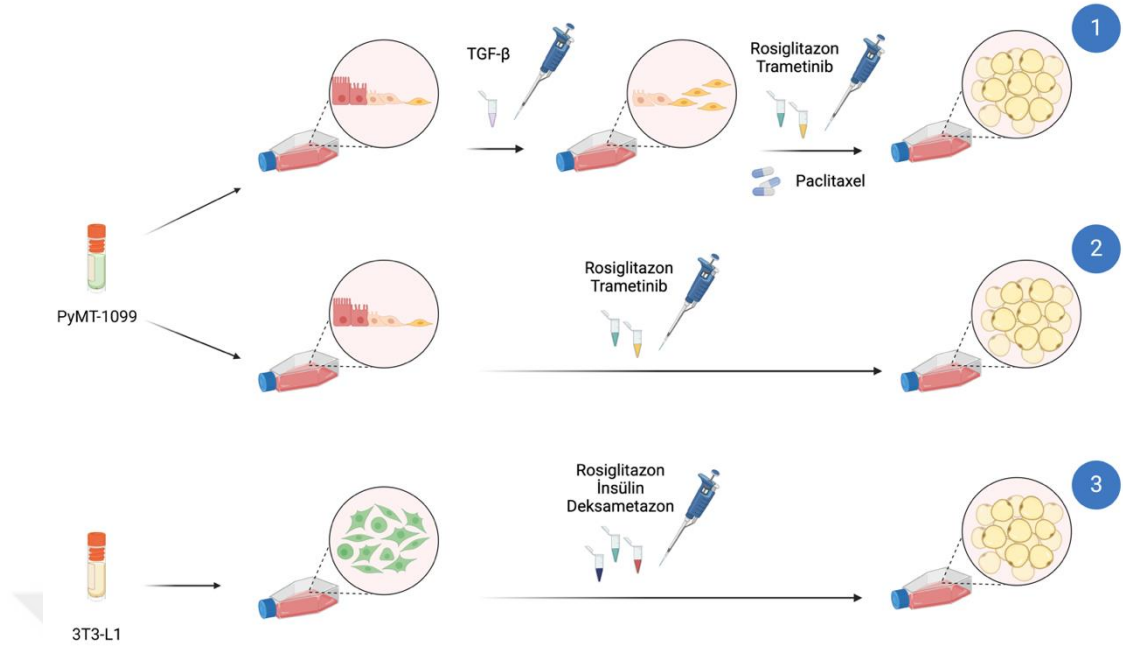 1
TGF-β
Rosiglitazon
Trametinib
Paclitaxel
PyMT-1099
2
Rosiglitazon
Trametinib
3
Rosiglitazon
İnsülin
Deksametazon
3T3-L1